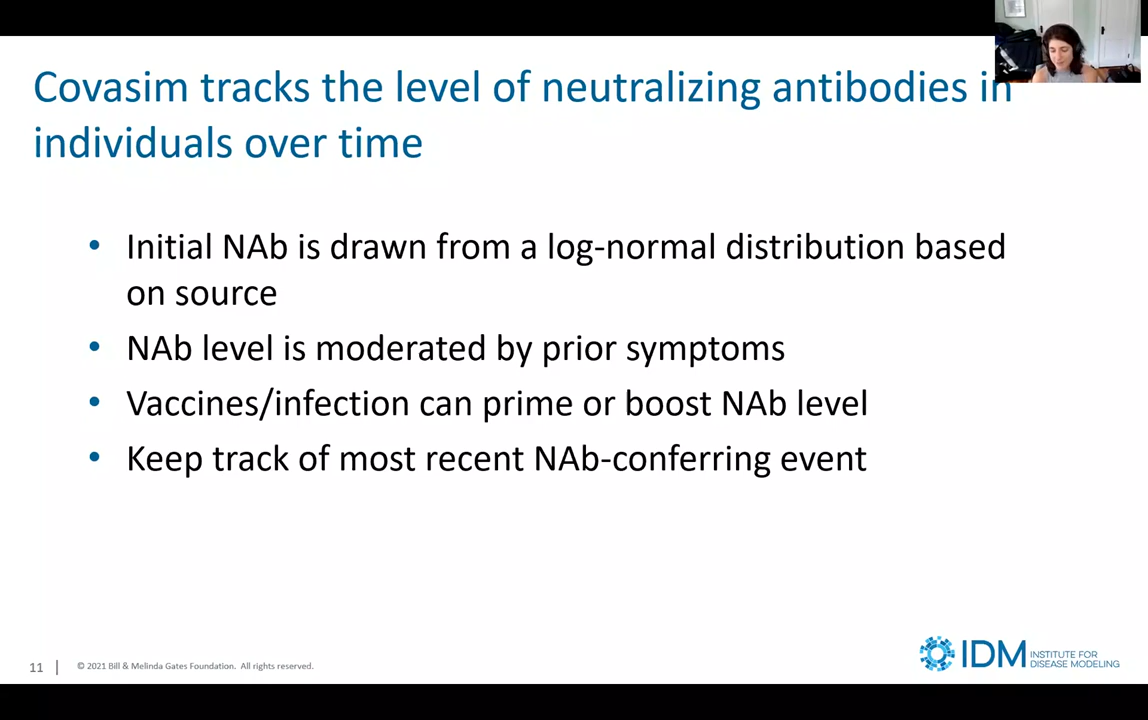 Covasim tracks the level of neutralizing antibodies in
individuals over time
• Initial NAb is drawn from a log-normal distribution based
on source
• NAb level is moderated by prior symptoms
• Vaccines/infection can prime or boost NAb level
• Keep track of most recent NAb-conferring event
11 | © 2021 Bill & Melinda Gates Foundation. All rights reserved.
IDM INSTITUTE FOR
DISEASE MODELING